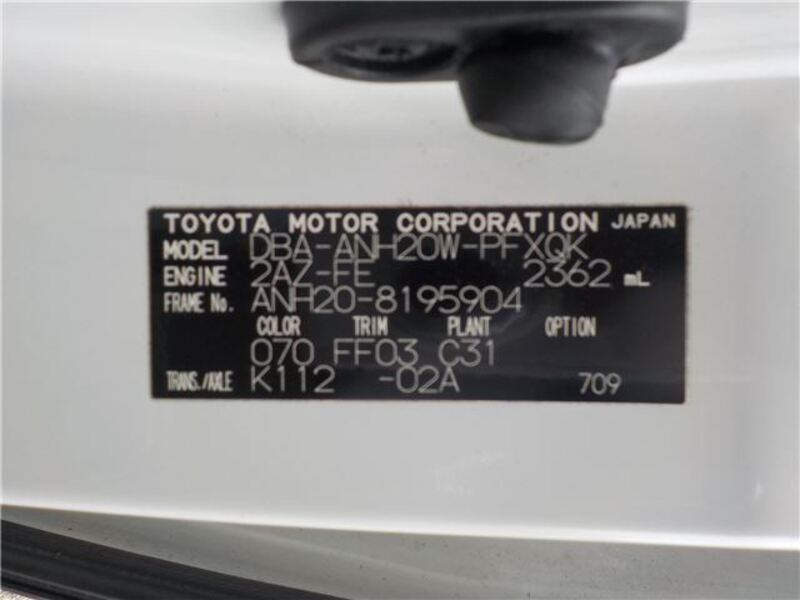 TOYOTA MOTOR CORPORATION JAPAN
MODEL DBA-ANH20W-PFXQK
ENGINE 2AZ-FE 2362 mL
FRAME No. ANH20-8195904
COLOR TRIM PLANT OPTION
070 FF03 C31
TRANS./AXLE K112 -02A 709